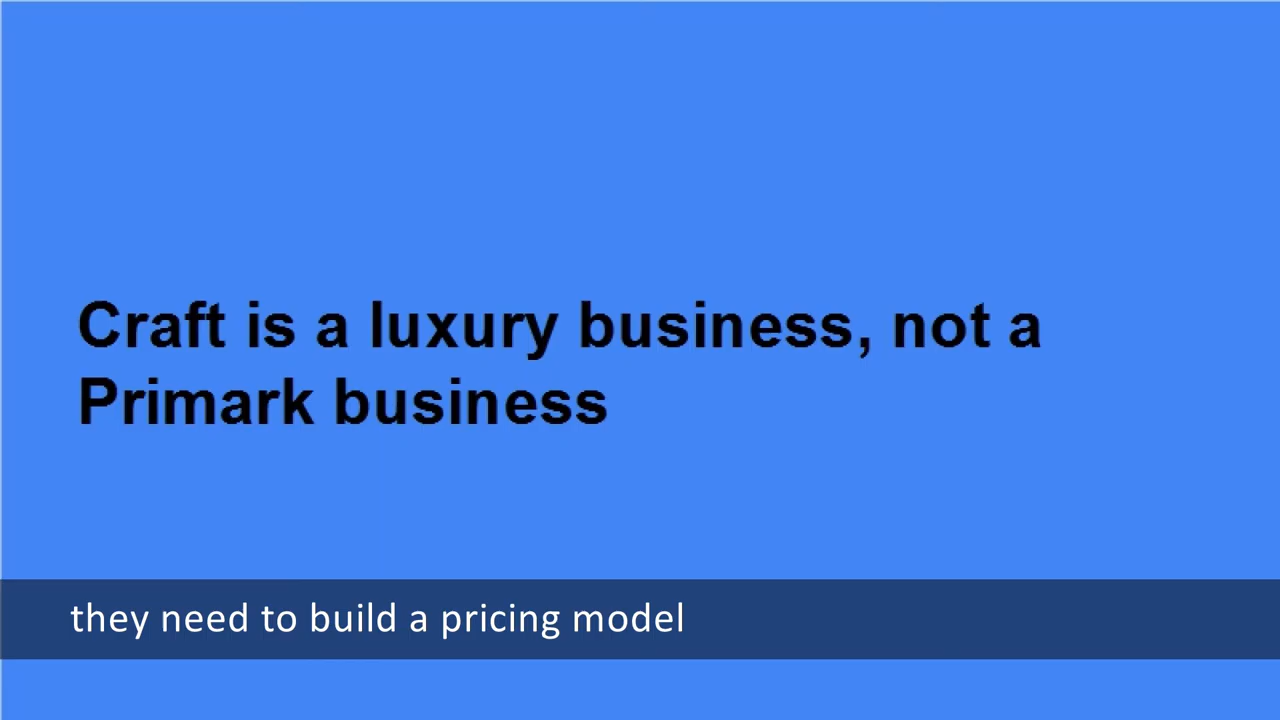 Craft is a luxury business, not a
Primark business
they need to build a pricing model